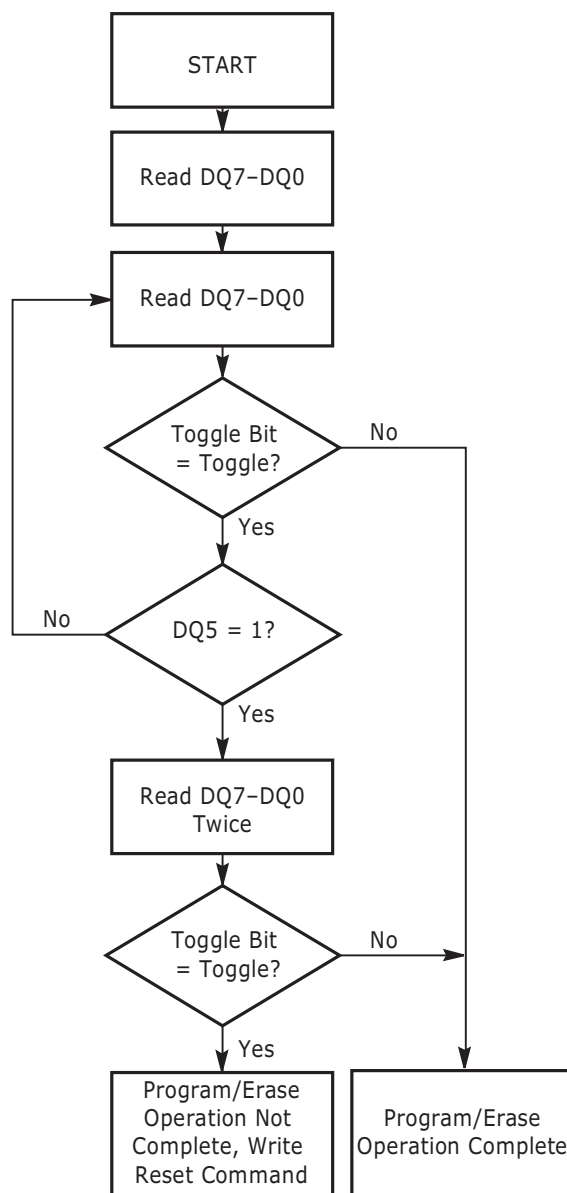 START
Read DQ7–DQ0
Read DQ7–DQ0
Toggle Bit
= Toggle?
No
Yes
DQ5 = 1?
No
Yes
Read DQ7–DQ0
Twice
Toggle Bit
= Toggle?
No
Yes
Program/Erase
Operation Not
Complete, Write
Reset Command
Program/Erase
Operation Complete